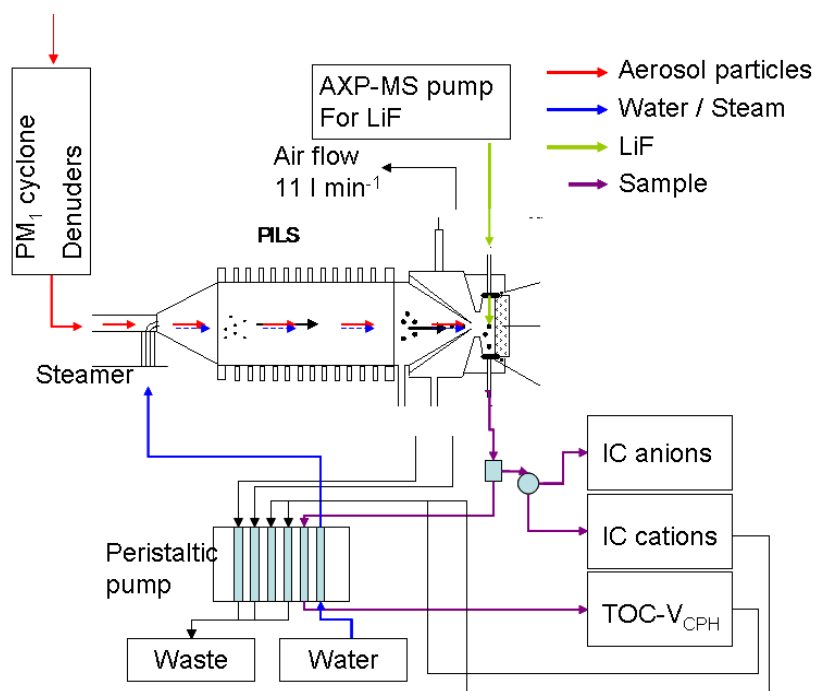 PM1 cyclone
Denuders
AXP-MS pump
For LiF
Aerosol particles
Water / Steam
LiF
Sample
Air flow
11 l min-1
PILS
Steamer
IC anions
IC cations
TOC-VCPH
Peristaltic
pump
Waste
Water